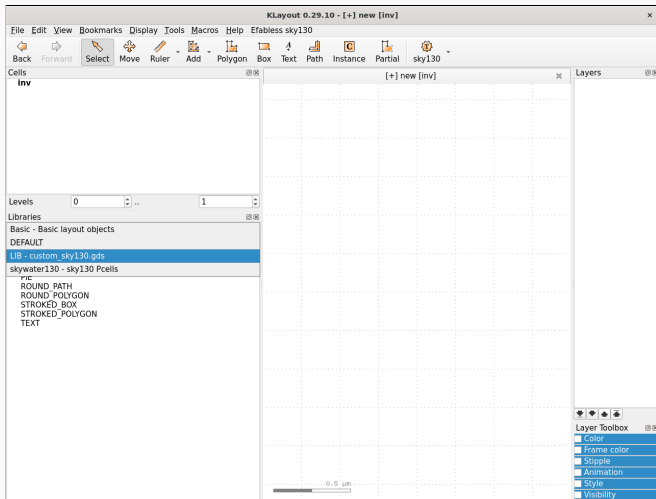 KLayout 0.29.10 - [+] new [inv]
File Edit View Bookmarks Display Tools Macros Help Efabless sky130
Back Forward Select Move Ruler Add Polygon Box Text Path Instance Partial sky130
Cells
inv
[+] new [inv]
Layers
Levels 0 .. 1
Libraries
Basic - Basic layout objects
DEFAULT
LIB - custom_sky130.gds
skywater130 - sky130 Pcells
PIE
ROUND_PATH
ROUND_POLYGON
STROKED_BOX
STROKED_POLYGON
TEXT
0.5 µm
Layer Toolbox
Color
Frame color
Stipple
Animation
Style
Visibility